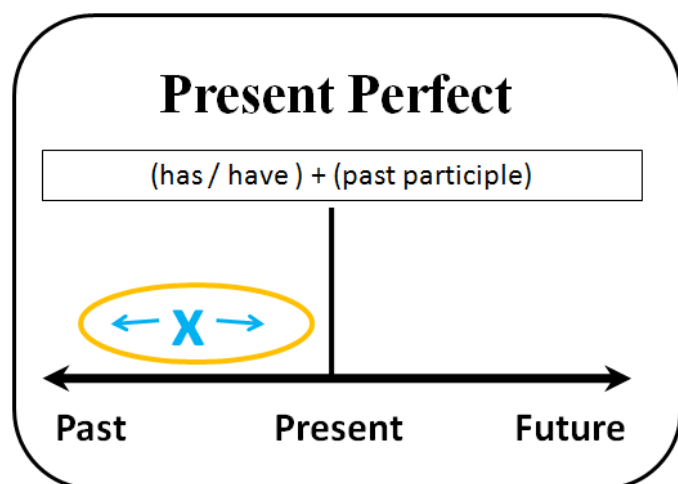 Present Perfect
(has / have ) + (past participle)
X
Past Present Future